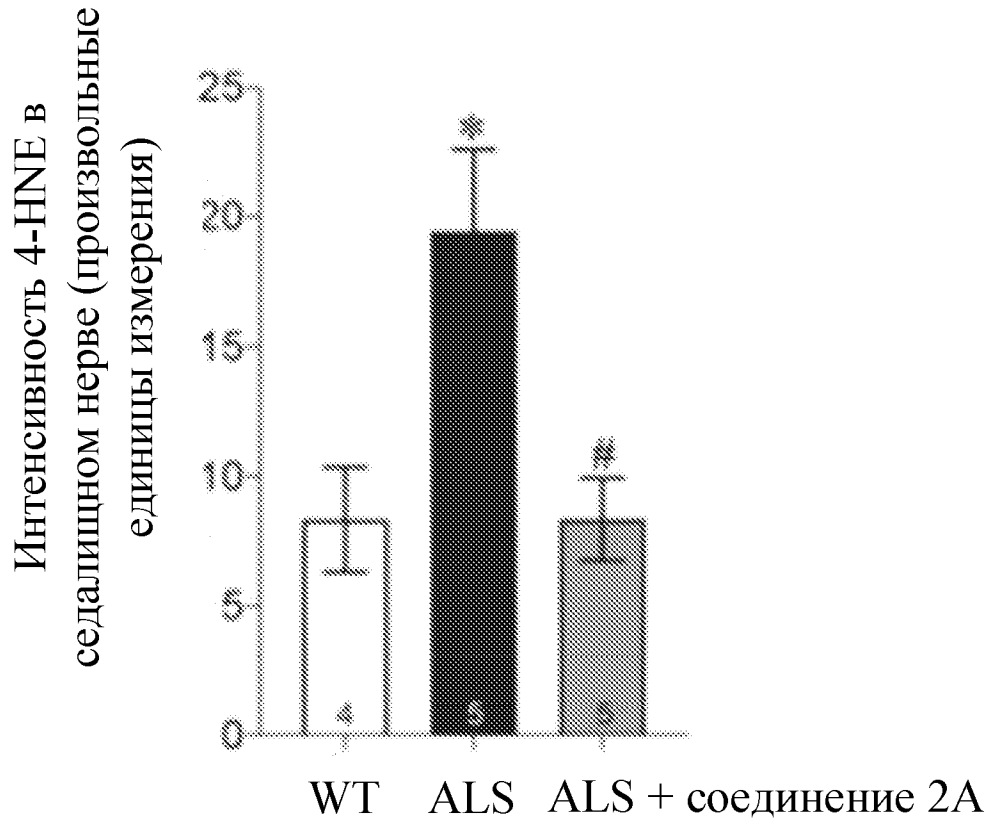 Интенсивность 4-HNE в
седалищном нерве (произвольные
единицы измерения)
25
20
15
10
5
0
*
#
4
5
WT
ALS
ALS + соединение 2A